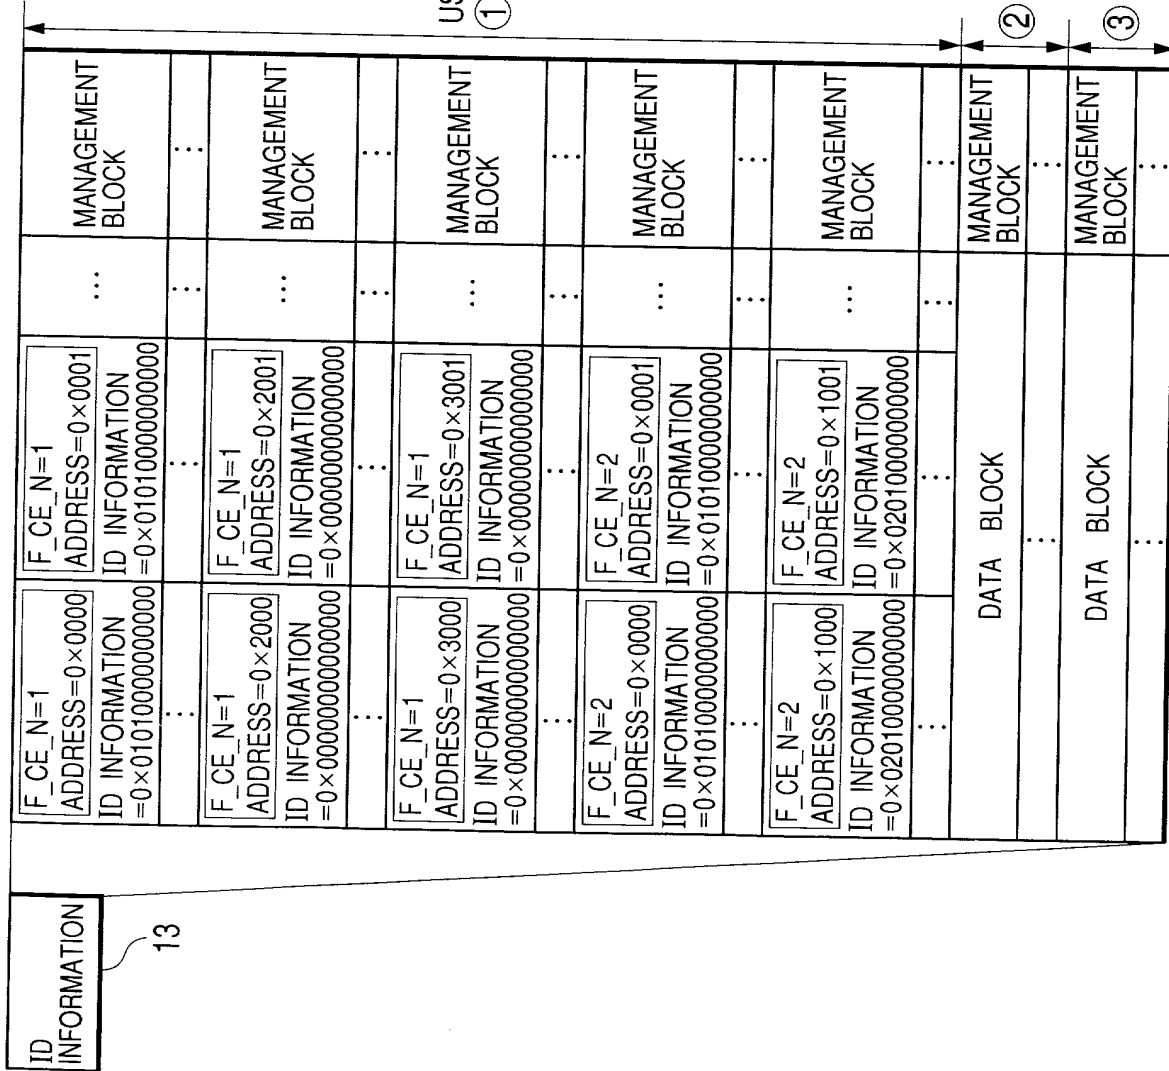 ID
INFORMATION
13
F_CE_N=1
ADDRESS=0×0000
ID INFORMATION
=0×0101000000000000
F_CE_N=1
ADDRESS=0×0001
ID INFORMATION
=0×0101000000000000
...
MANAGEMENT
BLOCK
F_CE_N=1
ADDRESS=0×2000
ID INFORMATION
=0×0000000000000000
F_CE_N=1
ADDRESS=0×2001
ID INFORMATION
=0×0000000000000000
...
MANAGEMENT
BLOCK
F_CE_N=1
ADDRESS=0×3000
ID INFORMATION
=0×0000000000000000
F_CE_N=1
ADDRESS=0×3001
ID INFORMATION
=0×0000000000000000
...
MANAGEMENT
BLOCK
US
①
F_CE_N=2
ADDRESS=0×0000
ID INFORMATION
=0×0101000000000000
F_CE_N=2
ADDRESS=0×0001
ID INFORMATION
=0×0101000000000000
...
MANAGEMENT
BLOCK
F_CE_N=2
ADDRESS=0×1000
ID INFORMATION
=0×0201000000000000
F_CE_N=2
ADDRESS=0×1001
ID INFORMATION
=0×0201000000000000
...
MANAGEMENT
BLOCK
DATA BLOCK
MANAGEMENT
BLOCK
②
DATA BLOCK
MANAGEMENT
BLOCK
③